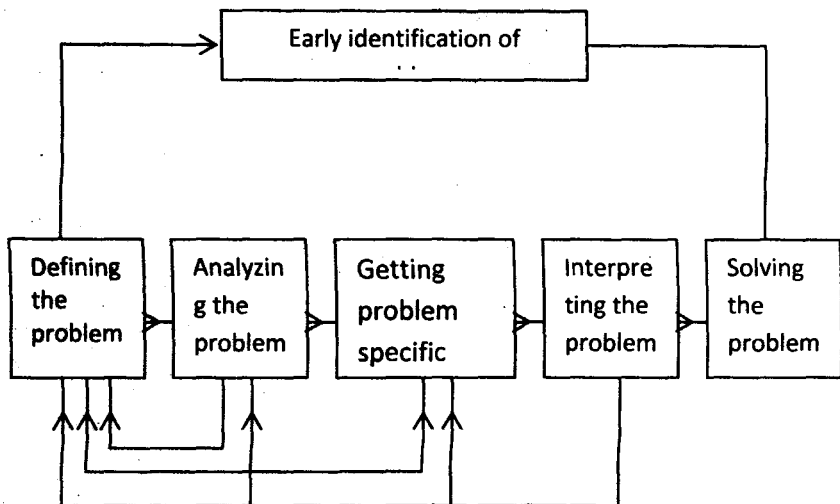 Early identification of
Defining
the
problem
Analyzin
g the
problem
Getting
problem
specific
Interpre
ting the
problem
Solving
the
problem